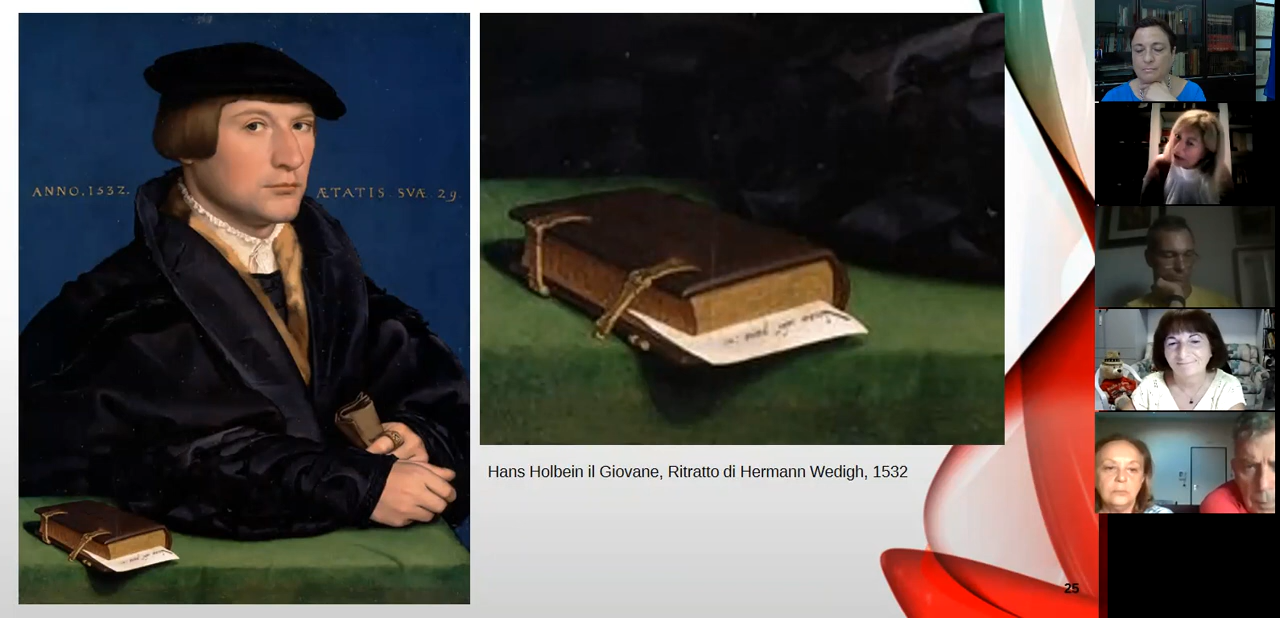 ANNO.1532.
ÆTATIS SVÆ 29
Hans Holbein il Giovane, Ritratto di Hermann Wedigh, 1532
25